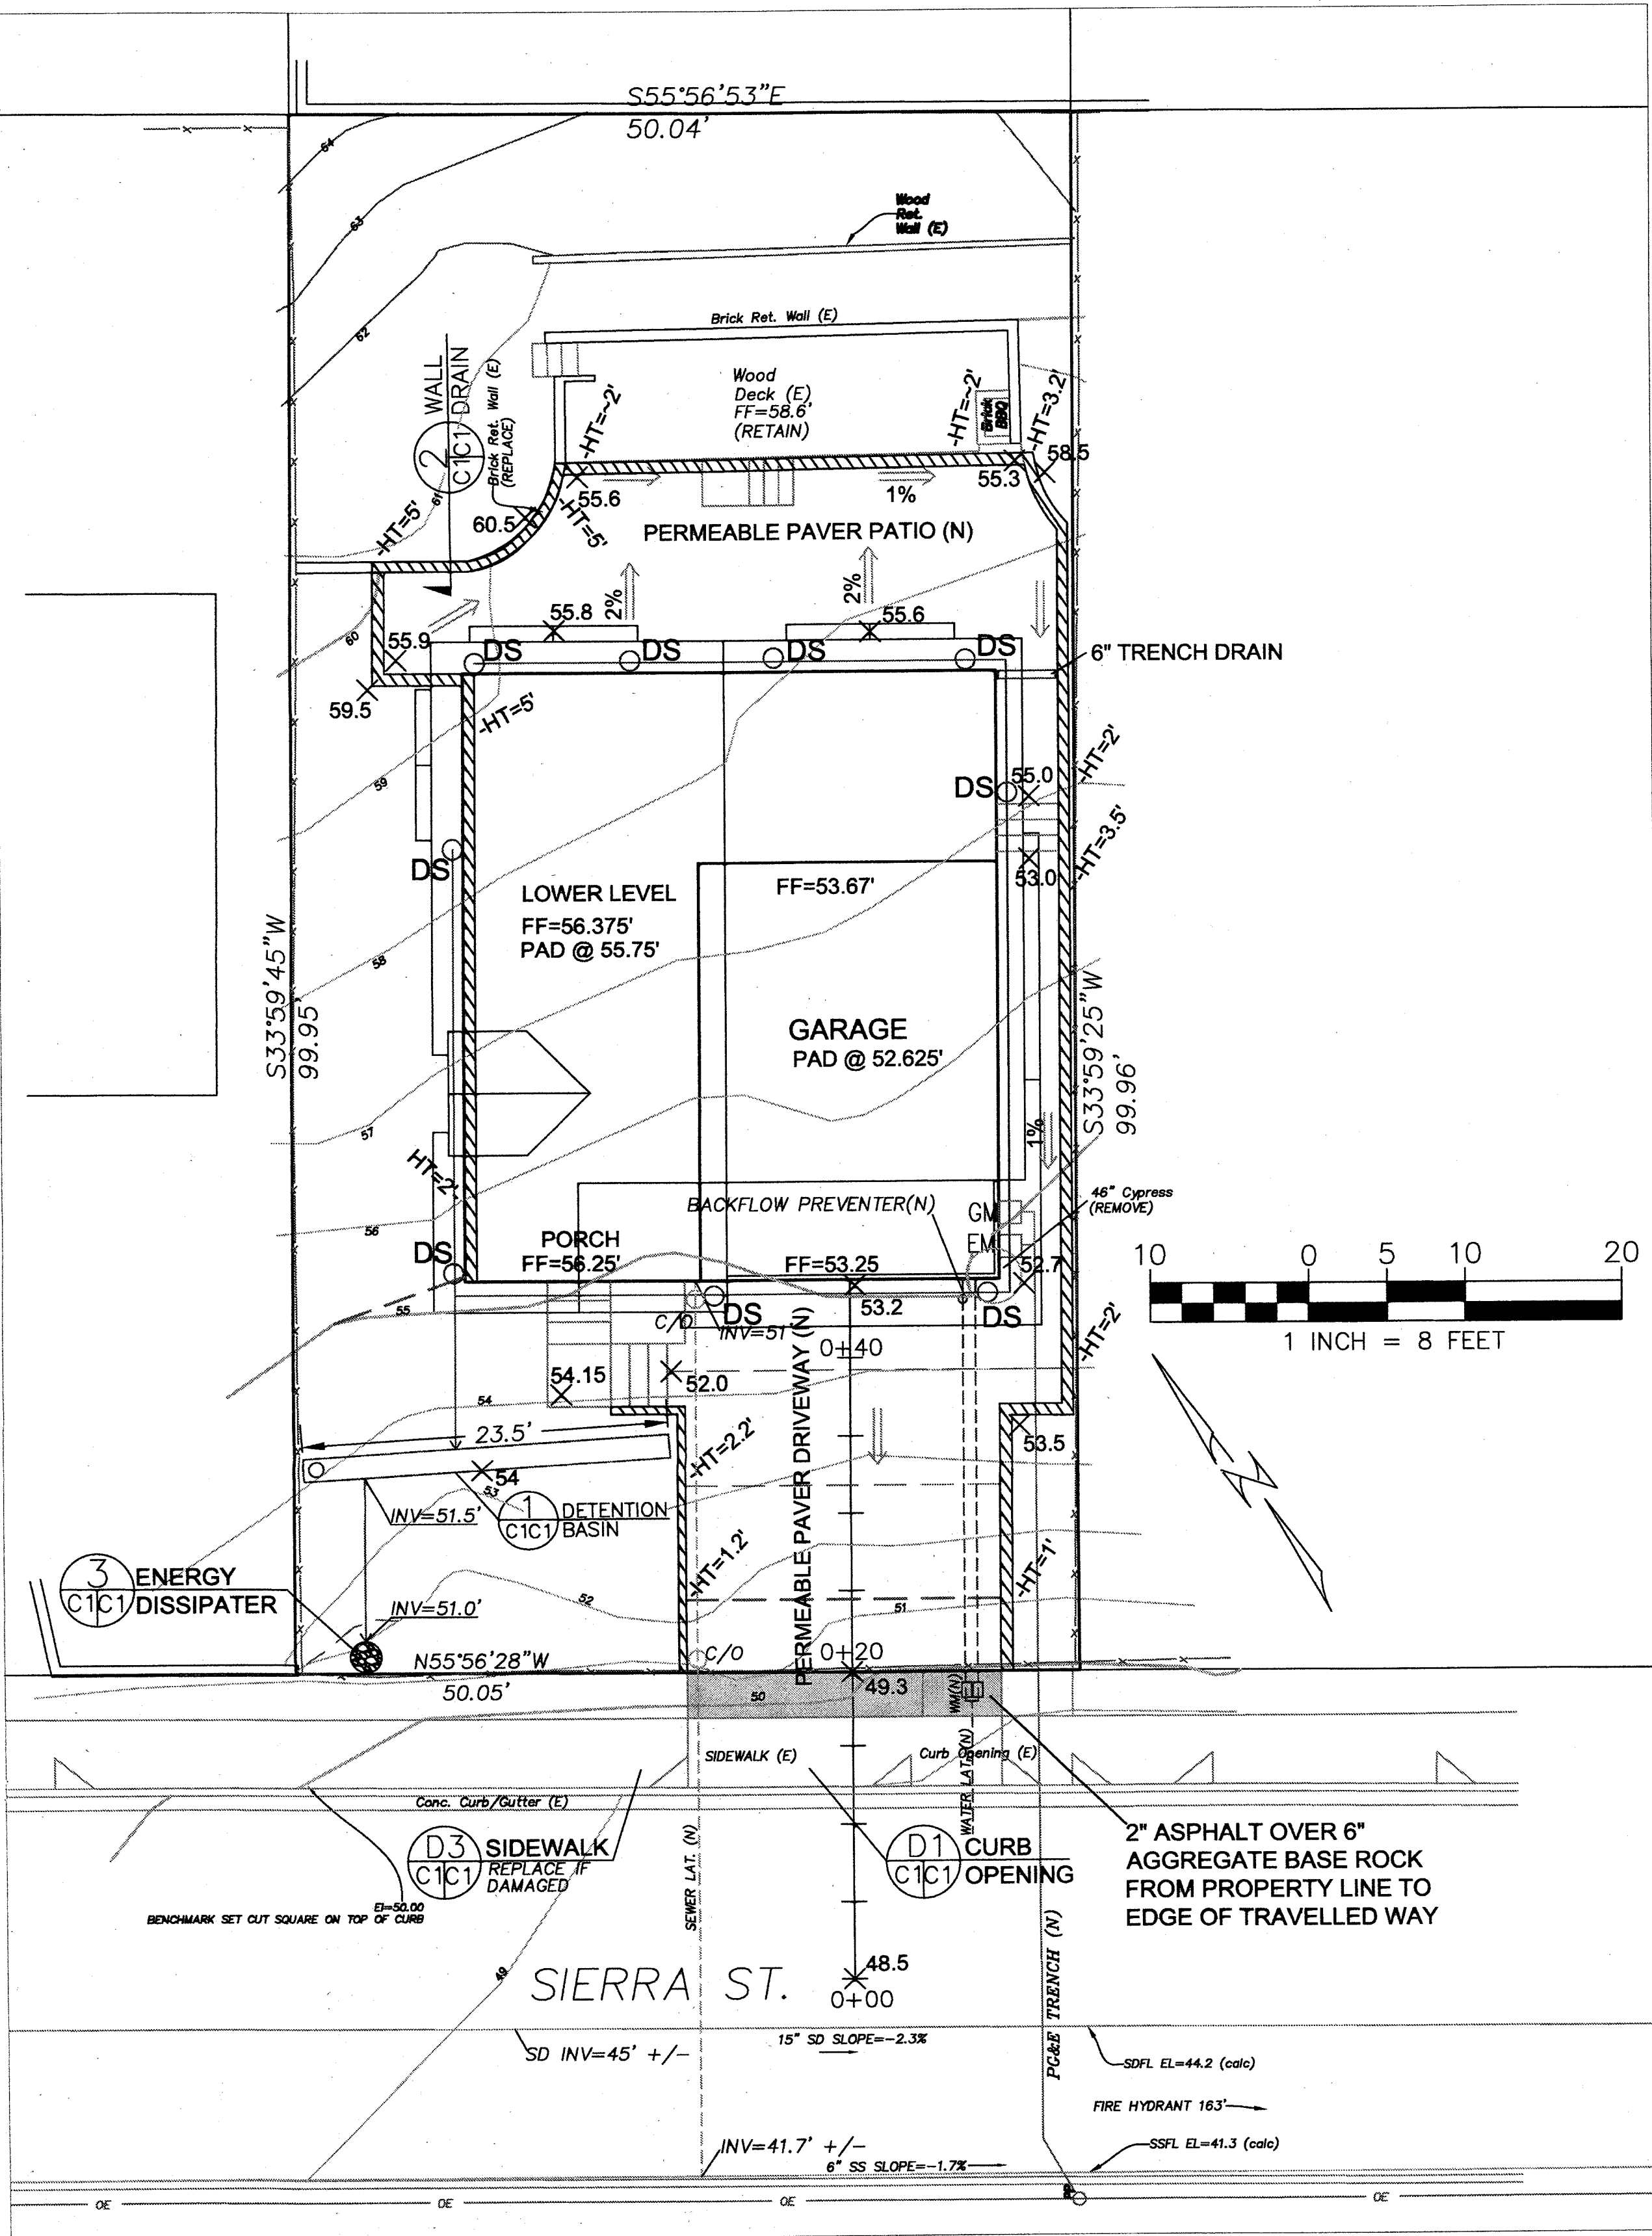 S55°56'53"E
50.04'
64
63
62
Wood
Ret.
Wall (E)
Brick Ret. Wall (E)
2
C1 C1
WALL
DRAIN
Brick Ret. Wall (E)
(REPLACE)
61
Wood
Deck (E)
FF=58.6'
(RETAIN)
-HT=~2'
-HT=~2'
Brick
BBQ
-HT=3.2'
58.5
55.3
55.6
1%
60.5
-HT=5'
-HT=5'
PERMEABLE PAVER PATIO (N)
60
55.9
55.8
2%
2%
55.6
DS
DS
DS
DS
6" TRENCH DRAIN
59.5
-HT=5'
59
DS
55.0
-HT=2'
DS
-HT=3.5'
53.0
LOWER LEVEL
FF=56.375'
PAD @ 55.75'
FF=53.67'
58
S33°59'45"W
99.95'
GARAGE
PAD @ 52.625'
S33°59'25"W
99.96'
57
1%
HT=2'
56
BACKFLOW PREVENTER(N)
GM
EM
46" Cypress
(REMOVE)
DS
PORCH
FF=56.25'
FF=53.25
52.7
53.2
55
C/O
INV=51'
DS
DS
10 0 5 10 20
1 INCH = 8 FEET
-HT=2'
0+40
54.15
52.0
54
23.5'
-HT=2.2'
53.5
54
53
PERMEABLE PAVER DRIVEWAY (N)
INV=51.5'
1
C1 C1
DETENTION
BASIN
3
C1 C1
ENERGY
DISSIPATER
INV=51.0'
-HT=1.2'
-HT=1'
52
51
N55°56'28"W
50.05'
C/O
0+20
49.3
50
WM(N)
SIDEWALK (E)
Curb Opening (E)
WATER LAT.(N)
Conc. Curb/Gutter (E)
D3
C1 C1
SIDEWALK
REPLACE IF
DAMAGED
D1
C1 C1
CURB
OPENING
2" ASPHALT OVER 6"
AGGREGATE BASE ROCK
FROM PROPERTY LINE TO
EDGE OF TRAVELLED WAY
El=50.00
BENCHMARK SET CUT SQUARE ON TOP OF CURB
SEWER LAT. (N)
49
SIERRA ST.
48.5
0+00
PG&E TRENCH (N)
SD INV=45' +/-
15" SD SLOPE=-2.3%
SDFL EL=44.2 (calc)
FIRE HYDRANT 163'
INV=41.7' +/-
6" SS SLOPE=-1.7%
SSFL EL=41.3 (calc)
PP
OE OE OE OE